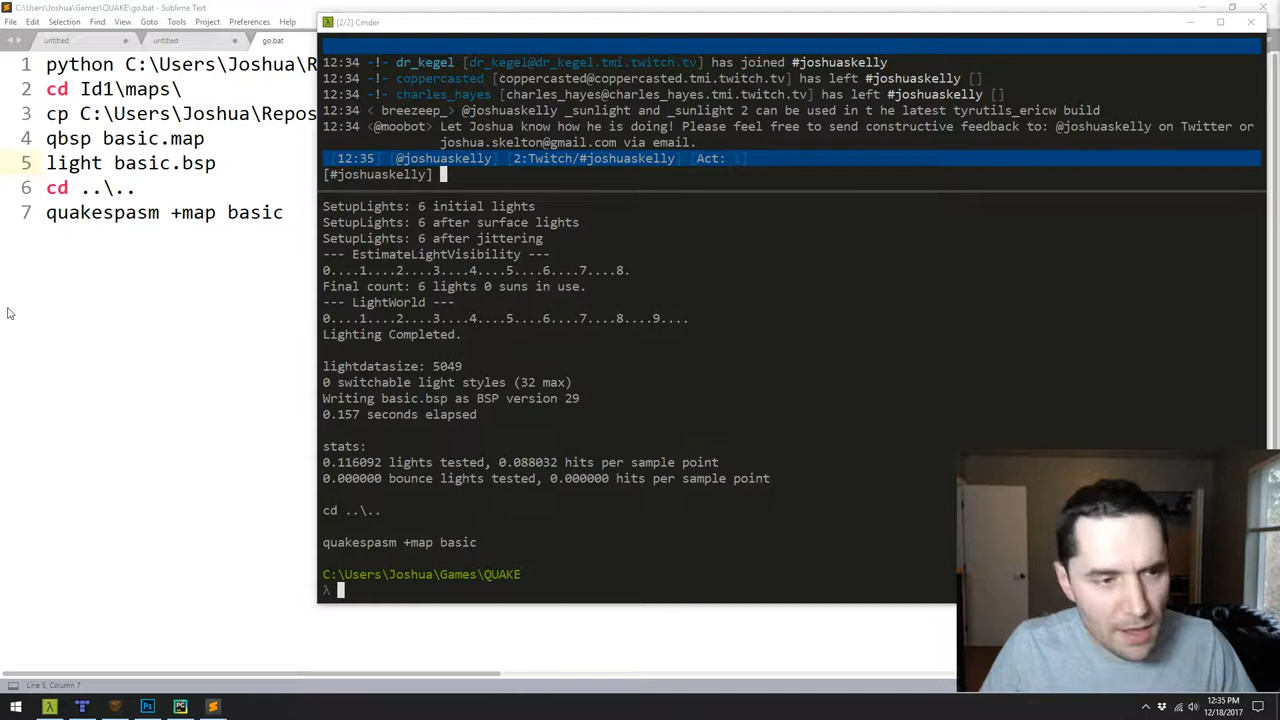 C:\Users\Joshua\Games\QUAKE\go.bat - Sublime Text
File Edit Selection Find View Goto Tools Project Preferences Help
untitled untitled go.bat
1 python C:\Users\Joshua\R
2 cd Id1\maps\
3 cp C:\Users\Joshua\Repos
4 qbsp basic.map
5 light basic.bsp
6 cd ..\..
7 quakespasm +map basic
[2/2] Cmder
12:34 -!- dr_kegel [dr_kegel@dr_kegel.tmi.twitch.tv] has joined #joshuaskelly
12:34 -!- coppercasted [coppercasted@coppercasted.tmi.twitch.tv] has left #joshuaskelly []
12:34 -!- charles_hayes [charles_hayes@charles_hayes.tmi.twitch.tv] has left #joshuaskelly []
12:34 < breezeep_> @joshuaskelly _sunlight and _sunlight 2 can be used in t he latest tyrutils_ericw build
12:34 <@moobot> Let Joshua know how he is doing! Please feel free to send constructive feedback to: @joshuaskelly on Twitter or
joshua.skelton@gmail.com via email.
[12:35] [@joshuaskelly] [2:Twitch/#joshuaskelly] [Act: 1]
[#joshuaskelly]
SetupLights: 6 initial lights
SetupLights: 6 after surface lights
SetupLights: 6 after jittering
--- EstimateLightVisibility ---
0....1....2....3....4....5....6....7....8.
Final count: 6 lights 0 suns in use.
--- LightWorld ---
0....1....2....3....4....5....6....7....8....9....
Lighting Completed.
lightdatasize: 5049
0 switchable light styles (32 max)
Writing basic.bsp as BSP version 29
0.157 seconds elapsed
stats:
0.116092 lights tested, 0.088032 hits per sample point
0.000000 bounce lights tested, 0.000000 hits per sample point
cd ..\..
quakespasm +map basic
C:\Users\Joshua\Games\QUAKE
λ
Line 5, Column 7
12:35 PM
12/18/2017